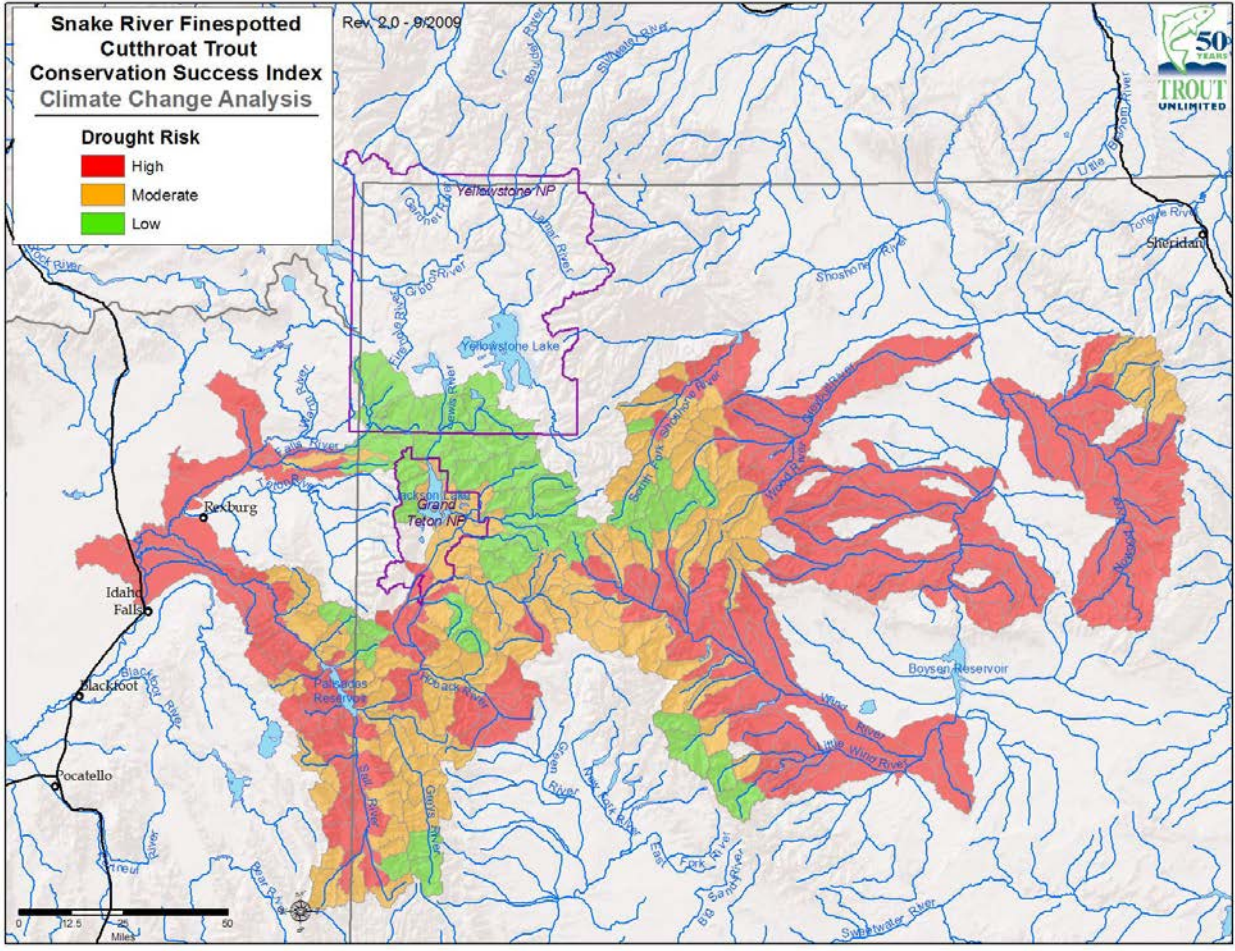 Snake River Finespotted
Cutthroat Trout
Conservation Success Index
Climate Change Analysis
Drought Risk
High
Moderate
Low
Rev. 2.0 - 9/2009
50
YEARS
TROUT
UNLIMITED
Boulder River
Stillwater River
Little Bighorn River
Tongue River
Sheridan
Yellowstone NP
Gardner River
Lamar River
Gibbon River
Firehole River
Shoshone River
Yellowstone Lake
Lewis River
Warm River
Falls River
Teton River
Rexburg
Jackson Lake
Grand
Teton NP
South Fork Shoshone River
Greybull River
Wood River
Nowood River
Idaho
Falls
Blackfoot
Blackfoot River
Palisades
Reservoir
Hoback River
Boysen Reservoir
Wind River
Little Wind River
Pocatello
Salt River
Greys River
Green River
New Fork River
East Fork River
Big Sandy River
Sweetwater River
Bear River
0 12.5 25 50
Miles